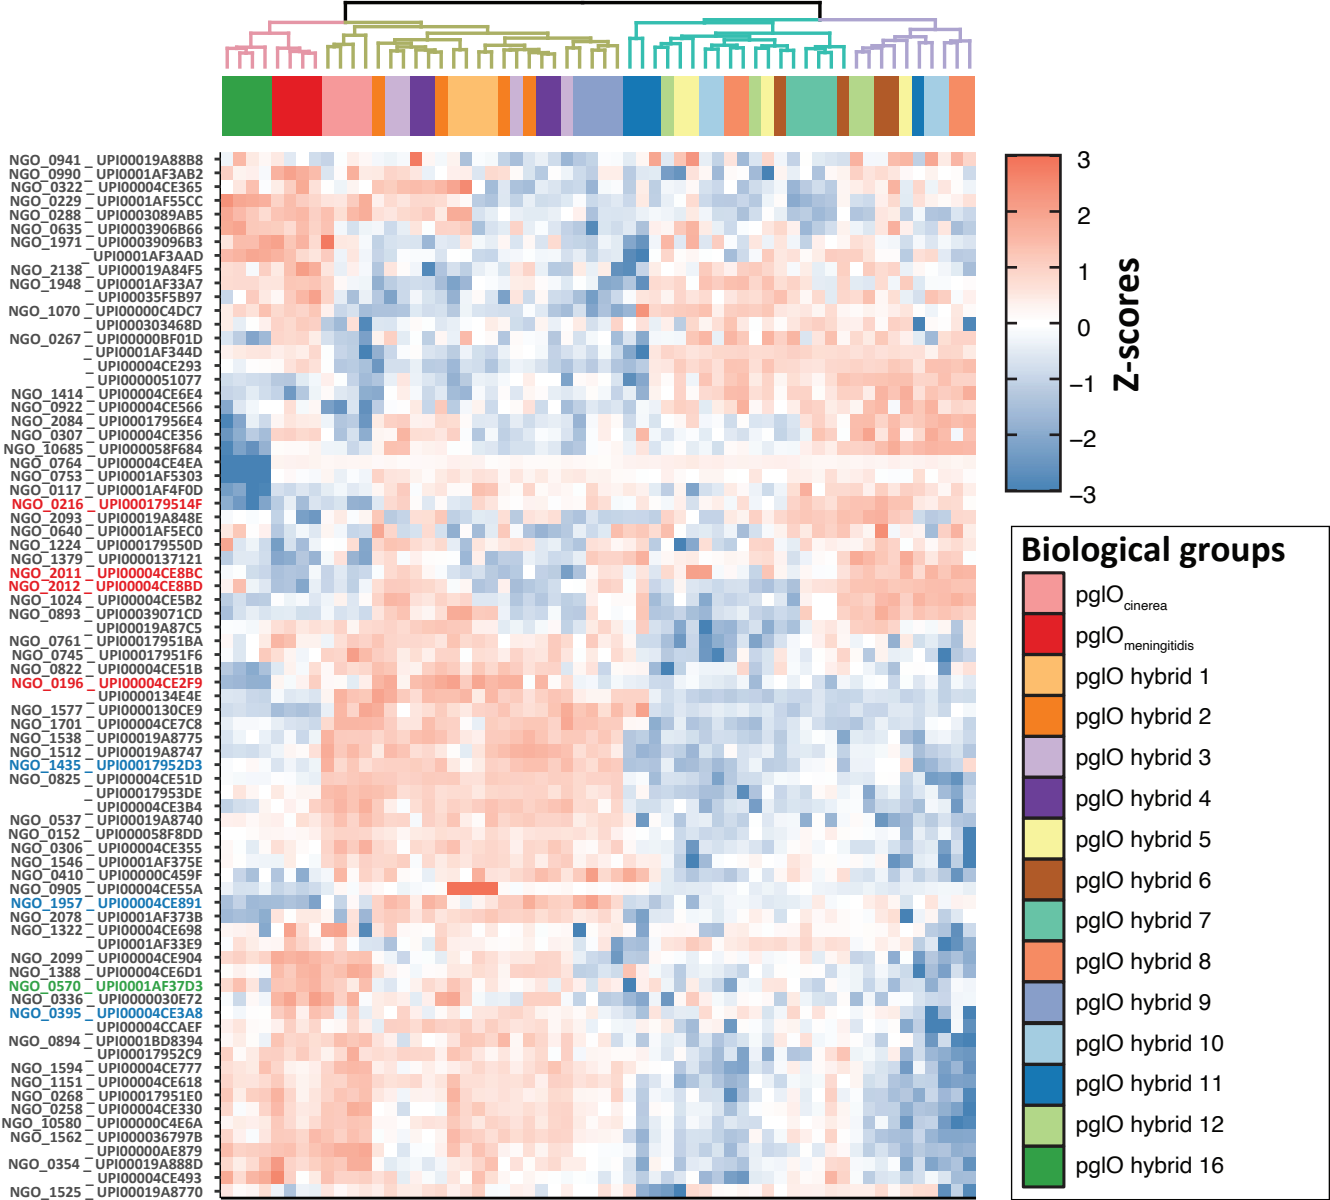 NGO_0941 _ UPI00019A88B8
NGO_0990 _ UPI0001AF3AB2
NGO_0322 _ UPI00004CE365
NGO_0229 _ UPI0001AF55CC
NGO_0288 _ UPI0003089AB5
NGO_0635 _ UPI0003906B66
NGO_1971 _ UPI00039096B3
_ UPI0001AF3AAD
NGO_2138 _ UPI00019A84F5
NGO_1948 _ UPI0001AF33A7
_ UPI00035F5B97
NGO_1070 _ UPI00000C4DC7
_ UPI000303468D
NGO_0267 _ UPI00000BF01D
_ UPI0001AF344D
_ UPI00004CE293
_ UPI0000051077
NGO_1414 _ UPI00004CE6E4
NGO_0922 _ UPI00004CE566
NGO_2084 _ UPI00017956E4
NGO_0307 _ UPI00004CE356
NGO_10685 _ UPI000058F684
NGO_0764 _ UPI00004CE4EA
NGO_0753 _ UPI0001AF5303
NGO_0117 _ UPI0001AF4F0D
NGO_0216 _ UPI000179514F
NGO_2093 _ UPI00019A848E
NGO_0640 _ UPI0001AF5EC0
NGO_1224 _ UPI000179550D
NGO_1379 _ UPI0000137121
NGO_2011 _ UPI00004CE8BC
NGO_2012 _ UPI00004CE8BD
NGO_1024 _ UPI00004CE5B2
NGO_0893 _ UPI00039071CD
_ UPI00019A87C5
NGO_0761 _ UPI00017951BA
NGO_0745 _ UPI00017951F6
NGO_0822 _ UPI00004CE51B
NGO_0196 _ UPI00004CE2F9
_ UPI0000134E4E
NGO_1577 _ UPI0000130CE9
NGO_1701 _ UPI00004CE7C8
NGO_1538 _ UPI00019A8775
NGO_1512 _ UPI00019A8747
NGO_1435 _ UPI00017952D3
NGO_0825 _ UPI00004CE51D
_ UPI00017953DE
_ UPI00004CE3B4
NGO_0537 _ UPI00019A8740
NGO_0152 _ UPI000058F8DD
NGO_0306 _ UPI00004CE355
NGO_1546 _ UPI0001AF375E
NGO_0410 _ UPI00000C459F
NGO_0905 _ UPI00004CE55A
NGO_1957 _ UPI00004CE891
NGO_2078 _ UPI0001AF373B
NGO_1322 _ UPI00004CE698
_ UPI0001AF33E9
NGO_2099 _ UPI00004CE904
NGO_1388 _ UPI00004CE6D1
NGO_0570 _ UPI0001AF37D3
NGO_0336 _ UPI0000030E72
NGO_0395 _ UPI00004CE3A8
_ UPI00004CCAEF
NGO_0894 _ UPI0001BD8394
_ UPI00017952C9
NGO_1594 _ UPI00004CE777
NGO_1151 _ UPI00004CE618
NGO_0268 _ UPI00017951E0
NGO_0258 _ UPI00004CE330
NGO_10580 _ UPI00000C4E6A
NGO_1562 _ UPI000036797B
_ UPI00000AE879
NGO_0354 _ UPI00019A888D
_ UPI00004CE493
NGO_1525 _ UPI00019A8770
3
2
1
0
−1
−2
−3
Z-scores
Biological groups
pglOcinerea
pglOmeningitidis
pglO hybrid 1
pglO hybrid 2
pglO hybrid 3
pglO hybrid 4
pglO hybrid 5
pglO hybrid 6
pglO hybrid 7
pglO hybrid 8
pglO hybrid 9
pglO hybrid 10
pglO hybrid 11
pglO hybrid 12
pglO hybrid 16